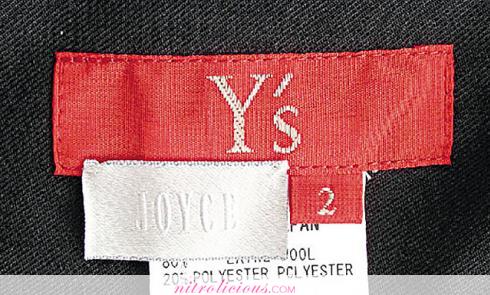 Y's
JOYCE
2
20% POLYESTER POLYESTER
nitrolicious.com